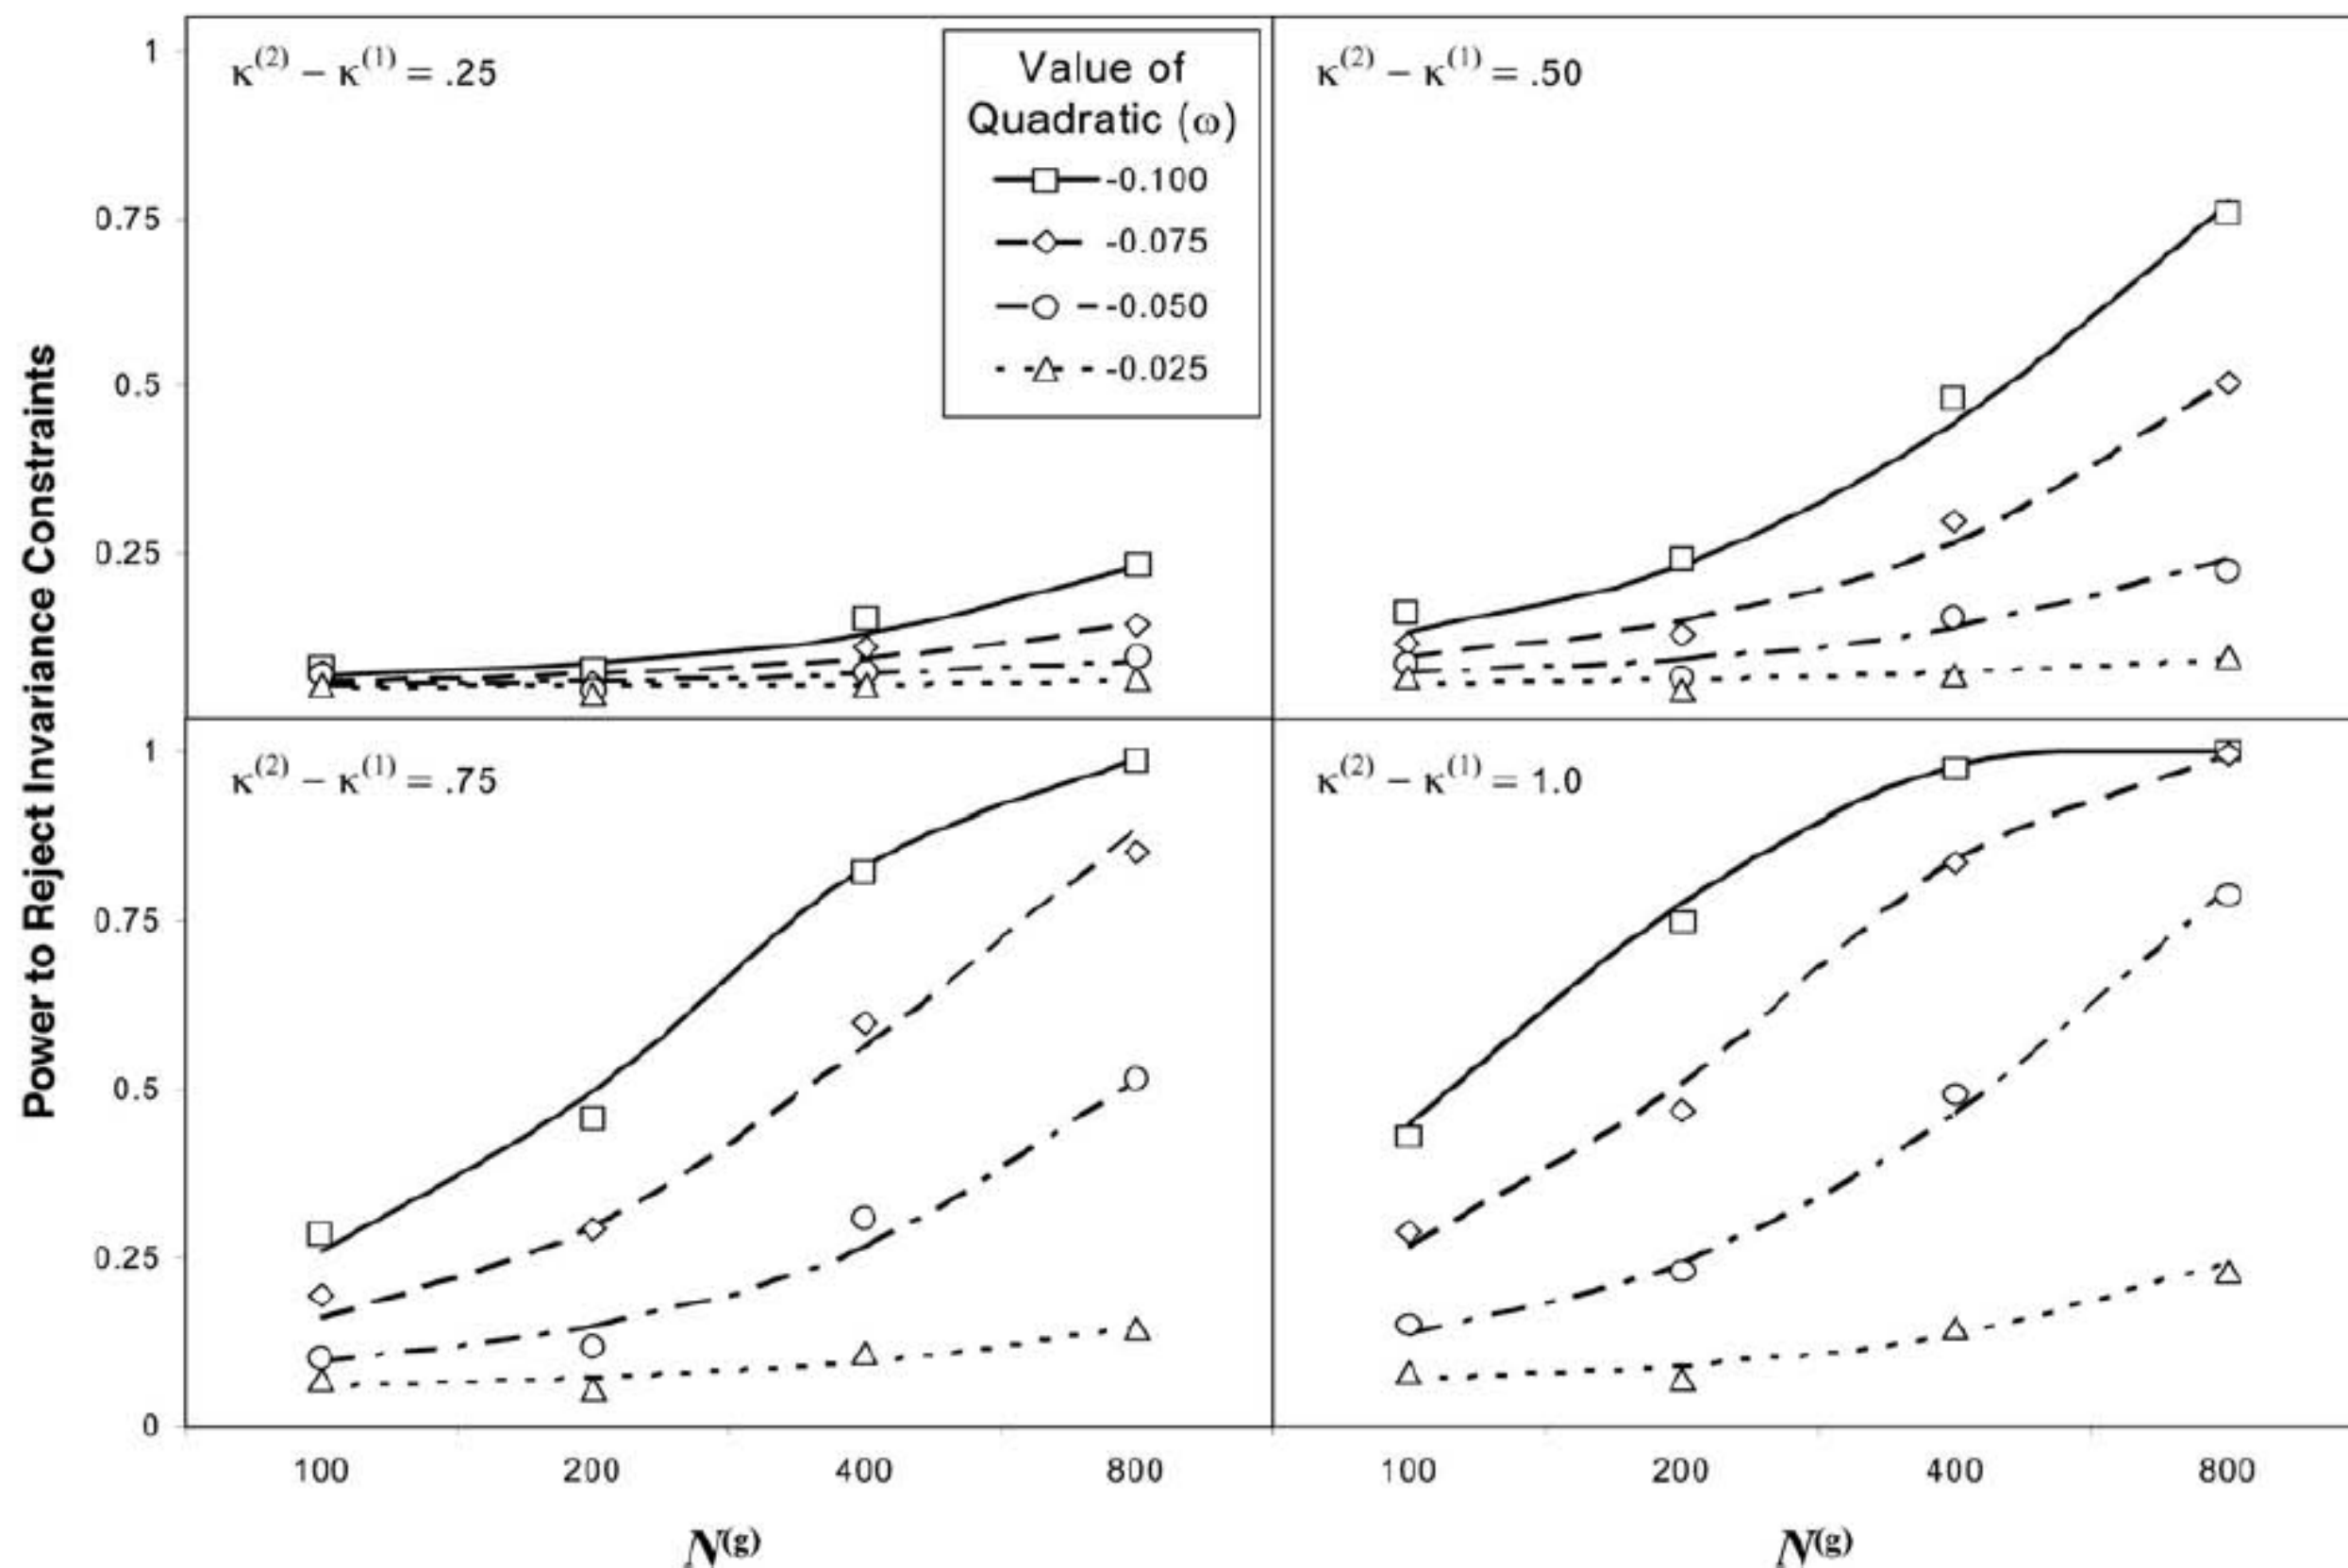 Power to Reject Invariance Constraints
1
0.75
0.5
0.25
κ(2) − κ(1) = .25
Value of
Quadratic (ω)
-0.100
-0.075
-0.050
-0.025
κ(2) − κ(1) = .50
1
0.75
0.5
0.25
0
κ(2) − κ(1) = .75
κ(2) − κ(1) = 1.0
100 200 400 800
100 200 400 800
N(g)
N(g)